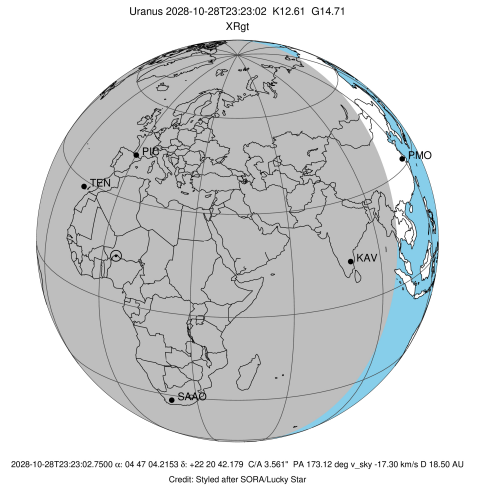 Uranus 2028-10-28T23:23:02 K12.61 G14.71
XRgt
PIC
PMO
TEN
KAV
SAAO
2028-10-28T23:23:02.7500 α: 04 47 04.2153 δ: +22 20 42.179 C/A 3.561" PA 173.12 deg v_sky -17.30 km/s D 18.50 AU
Credit: Styled after SORA/Lucky Star